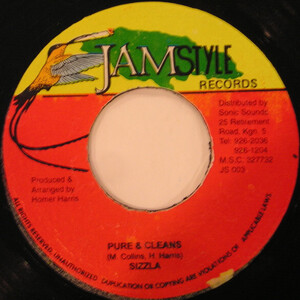 JAMSTYLE
RECORDS
Distributed by
Sonic Sounds
25 Retirement
Road, Kgn. 5
Tel: 926-2036
926-1204
M.S.C. 327732
JS 003
Produced &
Arranged by
Homer Harris
PURE & CLEANS
(M. Collins, H. Harris)
SIZZLA
ALL RIGHTS RESERVED. UNAUTHORIZED DUPLICATION OR COPYING ARE VIOLATIONS OF APPLICABLE LAWS